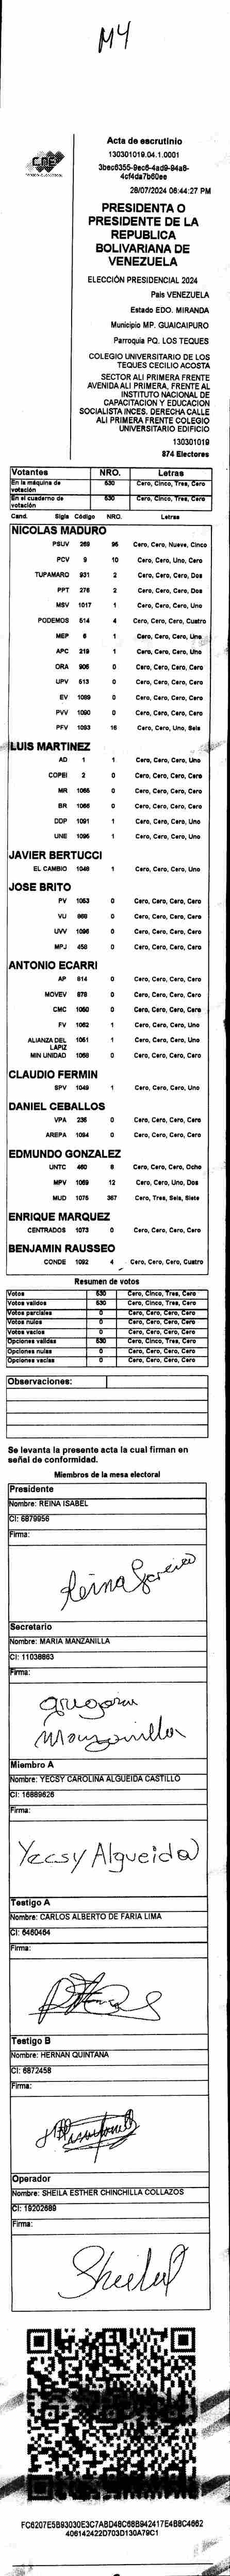 M4
CNE
Acta de escrutinio
130301019.04.1.0001
3bec6355-9ec6-4ad9-94a8-
4cf4da7b60ee
28/07/2024 06:44:27 PM
PRESIDENTA O
PRESIDENTE DE LA
REPUBLICA
BOLIVARIANA DE
VENEZUELA
ELECCIÓN PRESIDENCIAL 2024
País VENEZUELA
Estado EDO. MIRANDA
Municipio MP. GUAICAIPURO
Parroquia PQ. LOS TEQUES
COLEGIO UNIVERSITARIO DE LOS
TEQUES CECILIO ACOSTA
SECTOR ALI PRIMERA FRENTE
AVENIDA ALI PRIMERA. FRENTE AL
INSTITUTO NACIONAL DE
CAPACITACION Y EDUCACION
SOCIALISTA INCES. DERECHA CALLE
ALI PRIMERA FRENTE COLEGIO
UNIVERSITARIO EDIFICIO
130301019
874 Electores
Votantes NRO. Letras
En la máquina de votación 530 Cero, Cinco, Tres, Cero
En el cuaderno de votación 530 Cero, Cinco, Tres, Cero
Cand. Sigla Código NRO. Letras
NICOLAS MADURO
PSUV 269 95 Cero, Cero, Nueve, Cinco
PCV 9 10 Cero, Cero, Uno, Cero
TUPAMARO 931 2 Cero, Cero, Cero, Dos
PPT 276 2 Cero, Cero, Cero, Dos
MSV 1017 1 Cero, Cero, Cero, Uno
PODEMOS 514 4 Cero, Cero, Cero, Cuatro
MEP 6 1 Cero, Cero, Cero, Uno
APC 219 1 Cero, Cero, Cero, Uno
ORA 906 0 Cero, Cero, Cero, Cero
UPV 513 0 Cero, Cero, Cero, Cero
EV 1089 0 Cero, Cero, Cero, Cero
PVV 1090 0 Cero, Cero, Cero, Cero
PFV 1093 16 Cero, Cero, Uno, Seis
LUIS MARTINEZ
AD 1 1 Cero, Cero, Cero, Uno
COPEI 2 0 Cero, Cero, Cero, Cero
MR 1065 0 Cero, Cero, Cero, Cero
BR 1066 0 Cero, Cero, Cero, Cero
DDP 1091 1 Cero, Cero, Cero, Uno
UNE 1095 1 Cero, Cero, Cero, Uno
JAVIER BERTUCCI
EL CAMBIO 1048 1 Cero, Cero, Cero, Uno
JOSE BRITO
PV 1053 0 Cero, Cero, Cero, Cero
VU 868 0 Cero, Cero, Cero, Cero
UVV 1096 0 Cero, Cero, Cero, Cero
MPJ 458 0 Cero, Cero, Cero, Cero
ANTONIO ECARRI
AP 814 0 Cero, Cero, Cero, Cero
MOVEV 878 0 Cero, Cero, Cero, Cero
CMC 1050 0 Cero, Cero, Cero, Cero
FV 1062 1 Cero, Cero, Cero, Uno
ALIANZA DEL LAPIZ 1061 1 Cero, Cero, Cero, Uno
MIN UNIDAD 1068 0 Cero, Cero, Cero, Cero
CLAUDIO FERMIN
SPV 1049 1 Cero, Cero, Cero, Uno
DANIEL CEBALLOS
VPA 236 0 Cero, Cero, Cero, Cero
AREPA 1094 0 Cero, Cero, Cero, Cero
EDMUNDO GONZALEZ
UNTC 460 8 Cero, Cero, Cero, Ocho
MPV 1069 12 Cero, Cero, Uno, Dos
MUD 1075 367 Cero, Tres, Seis, Siete
ENRIQUE MARQUEZ
CENTRADOS 1073 0 Cero, Cero, Cero, Cero
BENJAMIN RAUSSEO
CONDE 1092 4 Cero, Cero, Cero, Cuatro
Resumen de votos
Votos 530 Cero, Cinco, Tres, Cero
Votos validos 530 Cero, Cinco, Tres, Cero
Votos parciales 0 Cero, Cero, Cero, Cero
Votos nulos 0 Cero, Cero, Cero, Cero
Votos vacios 0 Cero, Cero, Cero, Cero
Opciones validas 530 Cero, Cinco, Tres, Cero
Opciones nulas 0 Cero, Cero, Cero, Cero
Opciones vacias 0 Cero, Cero, Cero, Cero
Observaciones:
Se levanta la presente acta la cual firman en
señal de conformidad.
Miembros de la mesa electoral
Presidente
Nombre: REINA ISABEL
CI: 6879956
Firma:
Reina
Secretario
Nombre: MARIA MANZANILLA
CI: 11038863
Firma:
Manzanilla
Miembro A
Nombre: YECSY CAROLINA ALGUEIDA CASTILLO
CI: 16889626
Firma:
Yecsy Algueida
Testigo A
Nombre: CARLOS ALBERTO DE FARIA LIMA
CI: 6460464
Firma:
Testigo B
Nombre: HERNAN QUINTANA
CI: 6872458
Firma:
Operador
Nombre: SHEILA ESTHER CHINCHILLA COLLAZOS
CI: 19202689
Firma:
FC6207E5B93030E3C7ABD48C68B942417E4B8C4662
406142422D703D130A79C1